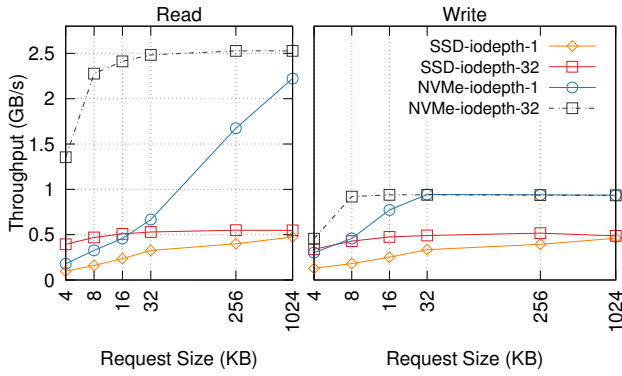 Read
Write
Throughput (GB/s)
2.5
2
1.5
1
0.5
0
4
8
16
32
256
1024
Request Size (KB)
SSD-iodepth-1
SSD-iodepth-32
NVMe-iodepth-1
NVMe-iodepth-32
4
8
16
32
256
1024
Request Size (KB)